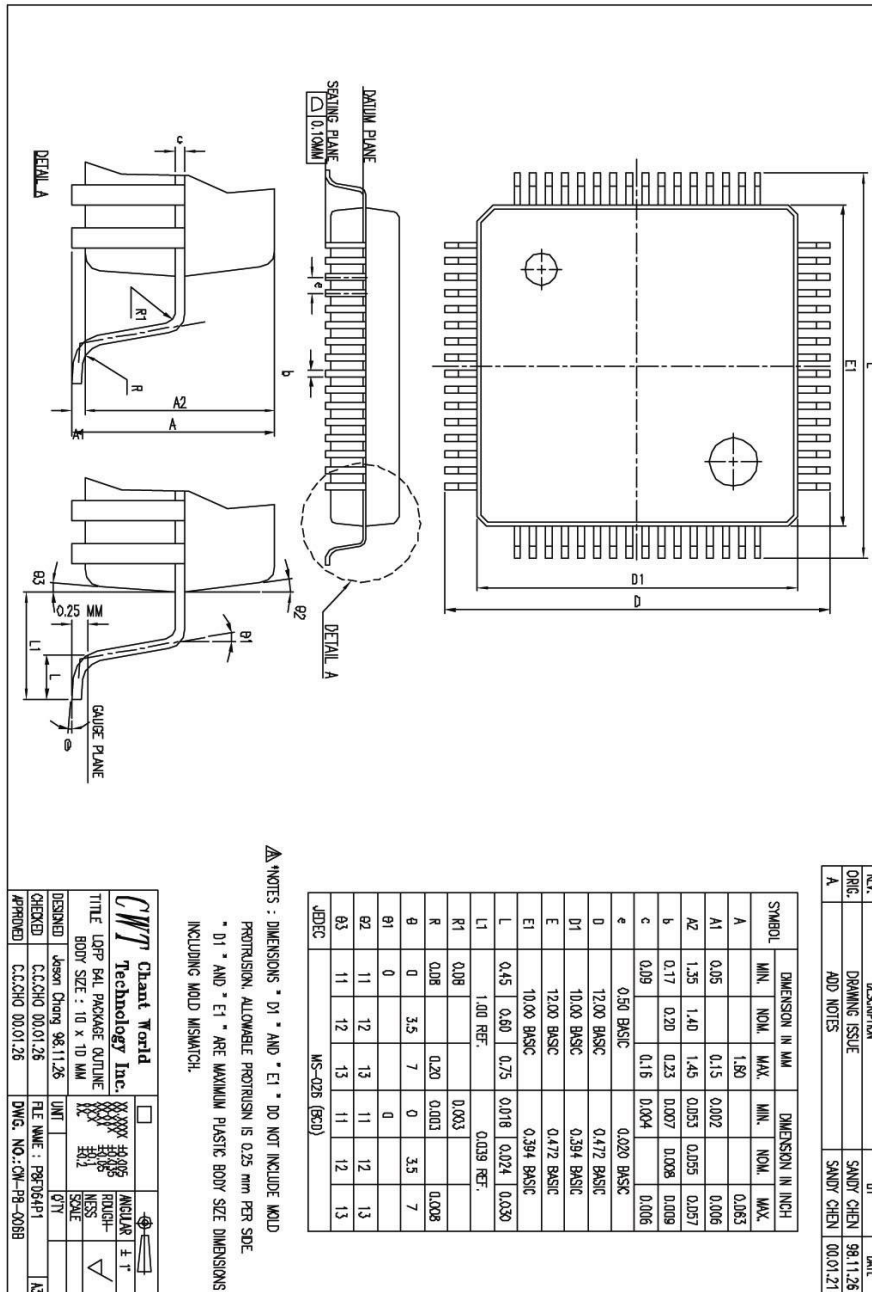 E
E1
D1
D
DATUM PLANE
SEATING PLANE
0.10MM
e
b
DETAIL A
c
R1
R
A2
A
A1
DETAIL A
θ3
θ2
θ1
0.25 MM
L1
L
GAUGE PLANE
θ
ORIG. DRAWING ISSUE SANDY CHEN 98.11.26
A ADD NOTES SANDY CHEN 00.01.21
SYMBOL DIMENSION IN MM DIMENSION IN INCH
MIN. NOM. MAX. MIN. NOM. MAX.
A 1.60 0.063
A1 0.05 0.15 0.002 0.006
A2 1.35 1.40 1.45 0.053 0.055 0.057
b 0.17 0.20 0.23 0.007 0.008 0.009
c 0.09 0.16 0.004 0.006
e 0.50 BASIC 0.020 BASIC
D 12.00 BASIC 0.472 BASIC
D1 10.00 BASIC 0.394 BASIC
E 12.00 BASIC 0.472 BASIC
E1 10.00 BASIC 0.394 BASIC
L 0.45 0.60 0.75 0.018 0.024 0.030
L1 1.00 REF. 0.039 REF.
R1 0.08 0.003
R 0.08 0.20 0.003 0.008
θ 0 3.5 7 0 3.5 7
θ1 0 0
θ2 11 12 13 11 12 13
θ3 11 12 13 11 12 13
JEDEC MS-026 (BCD)
A *NOTES : DIMENSIONS " D1 " AND " E1 " DO NOT INCLUDE MOLD
PROTRUSION. ALLOWABLE PROTRUSIN IS 0.25 mm PER SIDE.
" D1 " AND " E1 " ARE MAXIMUM PLASTIC BODY SIZE DIMENSIONS
INCLUDING MOLD MISMATCH.
CWT Chant World
Technology Inc.
ANGULAR ± 1°
ROUGH-
NESS
SCALE
TITLE LQFP 64L PACKAGE OUTLINE
BODY SIZE : 10 x 10 MM
DESIGNED Jason Chang 98.11.26 UNIT Q'TY
CHECKED C.C.CHO 00.01.26 FILE NAME : P8FD64P1
APPROVED C.C.CHO 00.01.26 DWG. NO.:CW-P8-006B